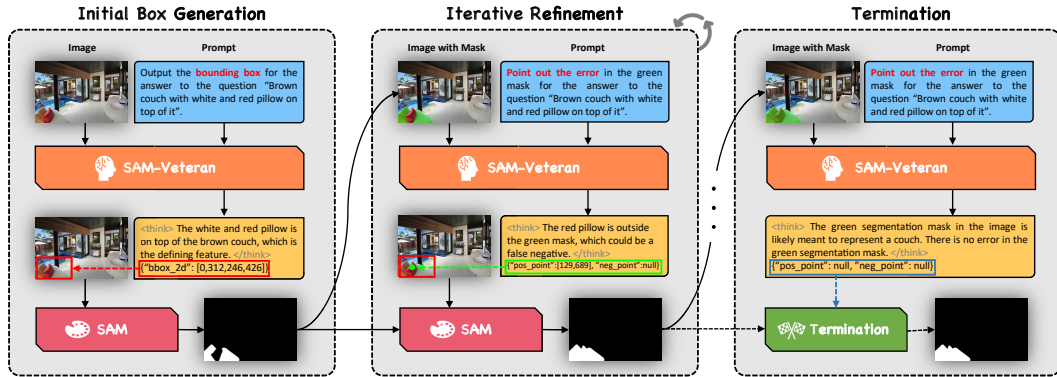 Initial Box Generation
Image
Prompt
Output the bounding box for the
answer to the question “Brown
couch with white and red pillow on
top of it”.
SAM-Veteran
<think> The white and red pillow is
on top of the brown couch, which is
the defining feature. </think>
{“bbox_2d”: [0,312,246,426]}
SAM
Iterative Refinement
Image with Mask
Prompt
Point out the error in the green
mask for the answer to the
question “Brown couch with white
and red pillow on top of it”.
SAM-Veteran
<think> The red pillow is outside
the green mask, which could be a
false negative. </think>
{“pos_point”:[129,689], “neg_point”:null}
SAM
Termination
Image with Mask
Prompt
Point out the error in the green
mask for the answer to the
question “Brown couch with white
and red pillow on top of it”.
SAM-Veteran
<think> The green segmentation mask in the image is
likely meant to represent a couch. There is no error in the
green segmentation mask. </think>
{“pos_point”: null, “neg_point”: null}
Termination